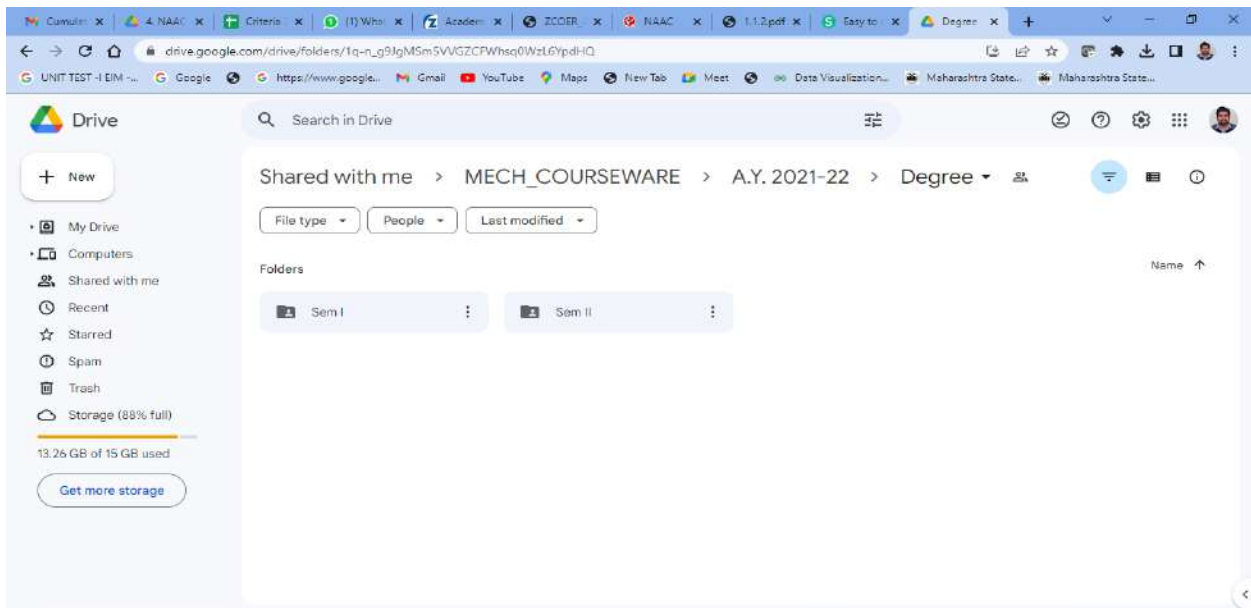 Cumulat 4. NAAC Criteria (1) Who Academ ZCOER_ NAAC 1.1.2.pdf Easy to Degree
drive.google.com/drive/folders/
UNIT TEST -I EIM -... Google https://www.google... Gmail YouTube Maps New Tab Meet Data Visualization... Maharashtra State... Maharashtra State...
Drive Search in Drive
New
Shared with me > MECH_COURSEWARE > A.Y. 2021-22 > Degree
File type People Last modified
My Drive
Computers
Shared with me
Recent
Starred
Spam
Trash
Storage (88% full)
13.26 GB of 15 GB used
Get more storage
Folders Name
Sem I Sem II